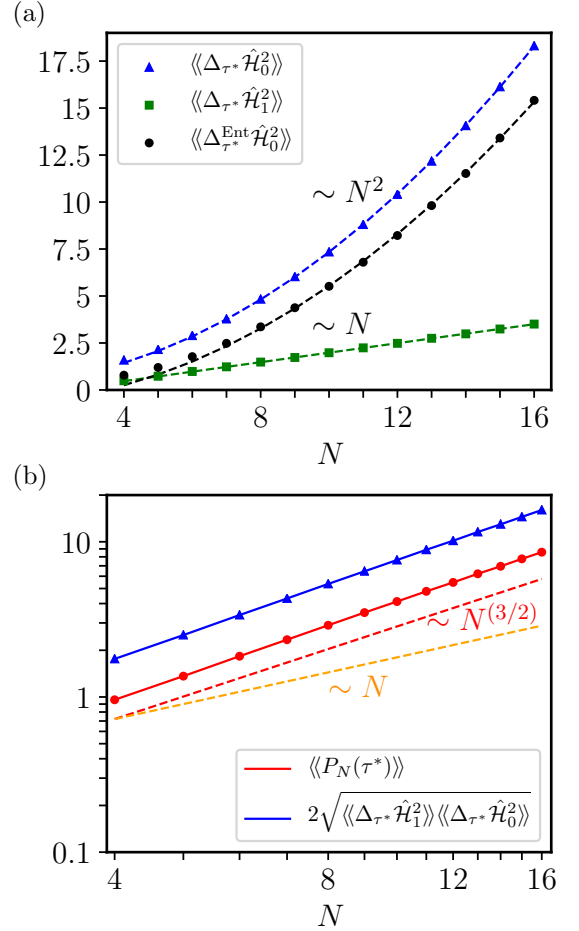 (a)
17.5
15
12.5
10
7.5
5
2.5
0
⟨⟨Δ_{τ*} Ĥ_0^2⟩⟩
⟨⟨Δ_{τ*} Ĥ_1^2⟩⟩
⟨⟨Δ_{τ*}^{Ent} Ĥ_0^2⟩⟩
∼ N^2
∼ N
4 8 12 16
N
(b)
10
1
0.1
∼ N^{(3/2)}
∼ N
⟨⟨P_N(τ*)⟩⟩
2√⟨⟨Δ_{τ*} Ĥ_1^2⟩⟩⟨⟨Δ_{τ*} Ĥ_0^2⟩⟩
4 8 12 16
N